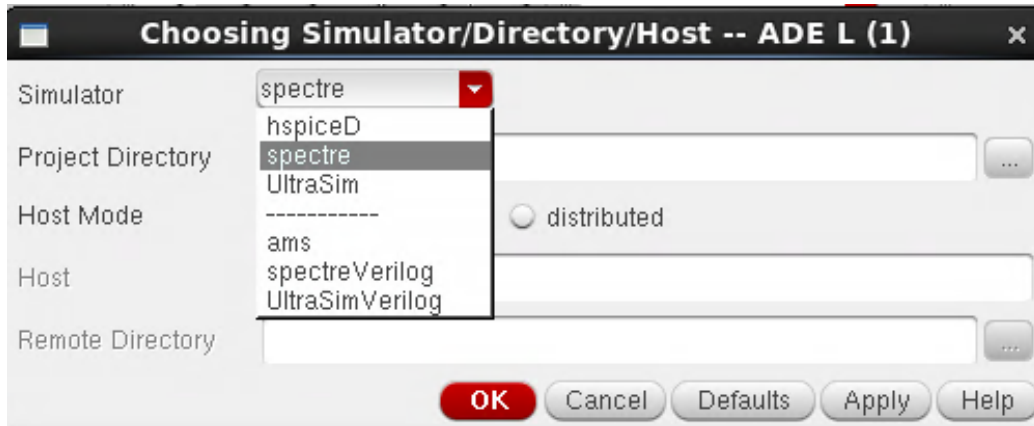 Choosing Simulator/Directory/Host -- ADE L (1)
Simulator spectre
hspiceD
Project Directory spectre ...
UltraSim
Host Mode ----------- distributed
ams
Host spectreVerilog
UltraSimVerilog
Remote Directory ...
OK Cancel Defaults Apply Help